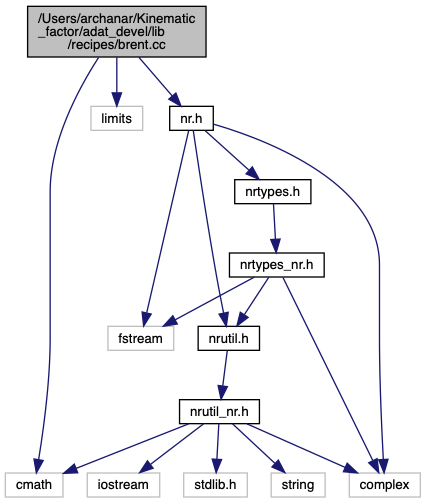 /Users/archanar/Kinematic
_factor/adat_devel/lib
/recipes/brent.cc
limits
nr.h
nrtypes.h
nrtypes_nr.h
fstream
nrutil.h
nrutil_nr.h
cmath
iostream
stdlib.h
string
complex